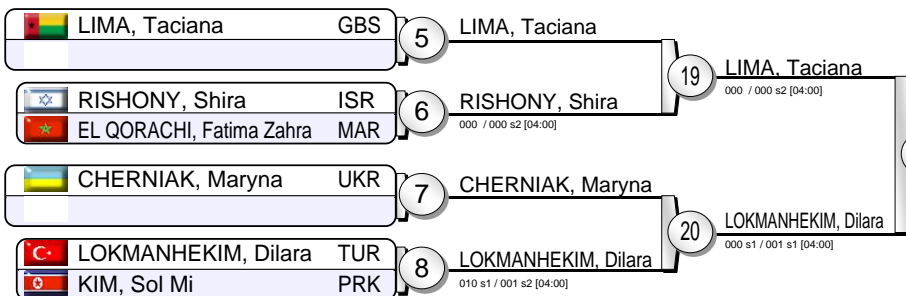 LIMA, Taciana GBS
5
LIMA, Taciana
RISHONY, Shira ISR
EL QORACHI, Fatima Zahra MAR
6
RISHONY, Shira
000 / 000 s2 [04:00]
19
LIMA, Taciana
000 / 000 s2 [04:00]
CHERNIAK, Maryna UKR
7
CHERNIAK, Maryna
LOKMANHEKIM, Dilara TUR
KIM, Sol Mi PRK
8
LOKMANHEKIM, Dilara
010 s1 / 001 s2 [04:00]
20
LOKMANHEKIM, Dilara
000 s1 / 001 s1 [04:00]